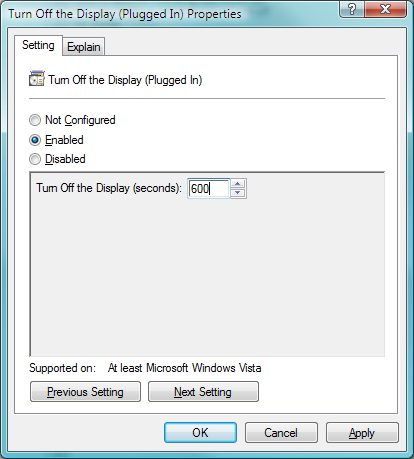 Turn Off the Display (Plugged In) Properties
?
Setting Explain
Turn Off the Display (Plugged In)
Not Configured
Enabled
Disabled
Turn Off the Display (seconds): 600
Supported on: At least Microsoft Windows Vista
Previous Setting Next Setting
OK Cancel Apply